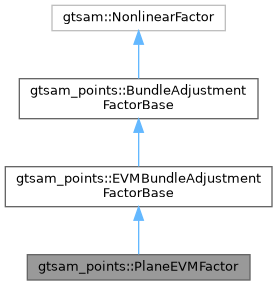 gtsam::NonlinearFactor
gtsam_points::BundleAdjustment
FactorBase
gtsam_points::EVMBundleAdjustment
FactorBase
gtsam_points::PlaneEVMFactor